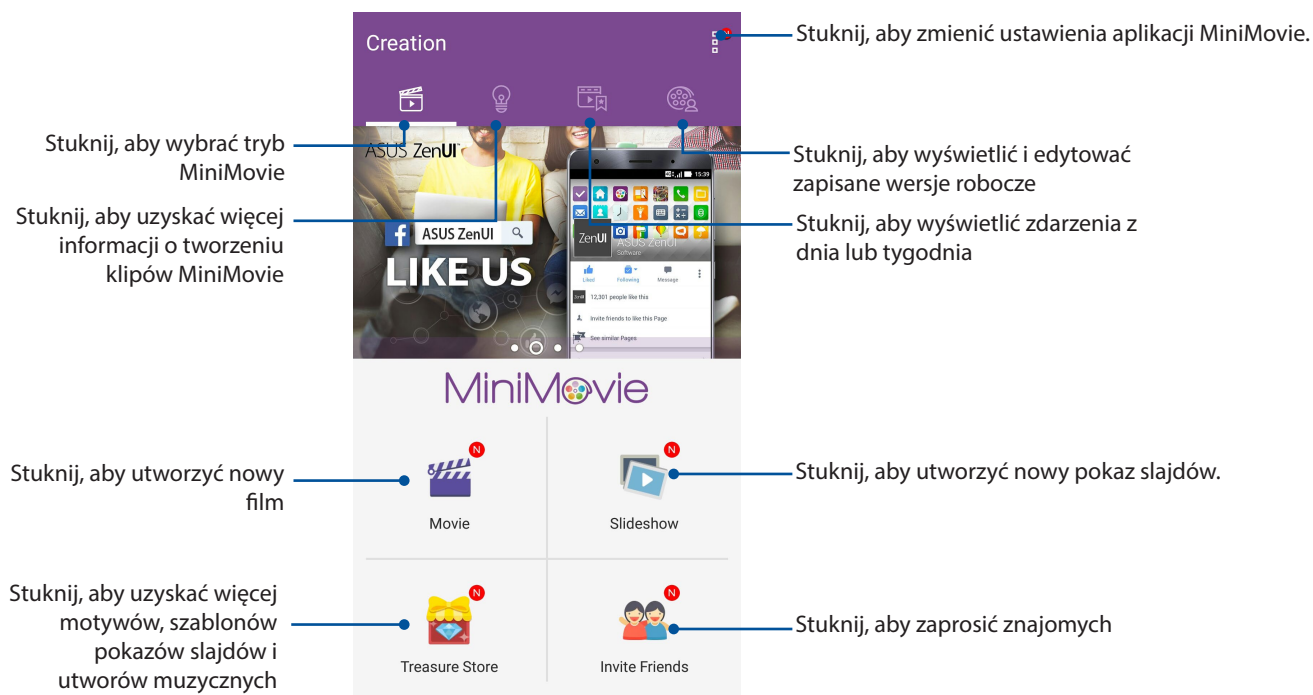 Creation
N
Stuknij, aby zmienić ustawienia aplikacji MiniMovie.
Stuknij, aby wybrać tryb
MiniMovie
Stuknij, aby uzyskać więcej
informacji o tworzeniu
klipów MiniMovie
ASUS ZenUI
ASUS ZenUI
LIKE US
15:39
ZenUI
ASUS ZenUI
Software
Liked
Following
Message
ZenUI
12,301 people like this
Invite friends to like this Page
See similar Pages
Stuknij, aby wyświetlić i edytować
zapisane wersje robocze
Stuknij, aby wyświetlić zdarzenia z
dnia lub tygodnia
MiniMovie
Stuknij, aby utworzyć nowy
film
N
Movie
N
Slideshow
Stuknij, aby utworzyć nowy pokaz slajdów.
Stuknij, aby uzyskać więcej
motywów, szablonów
pokazów slajdów i
utworów muzycznych
N
Treasure Store
N
Invite Friends
Stuknij, aby zaprosić znajomych